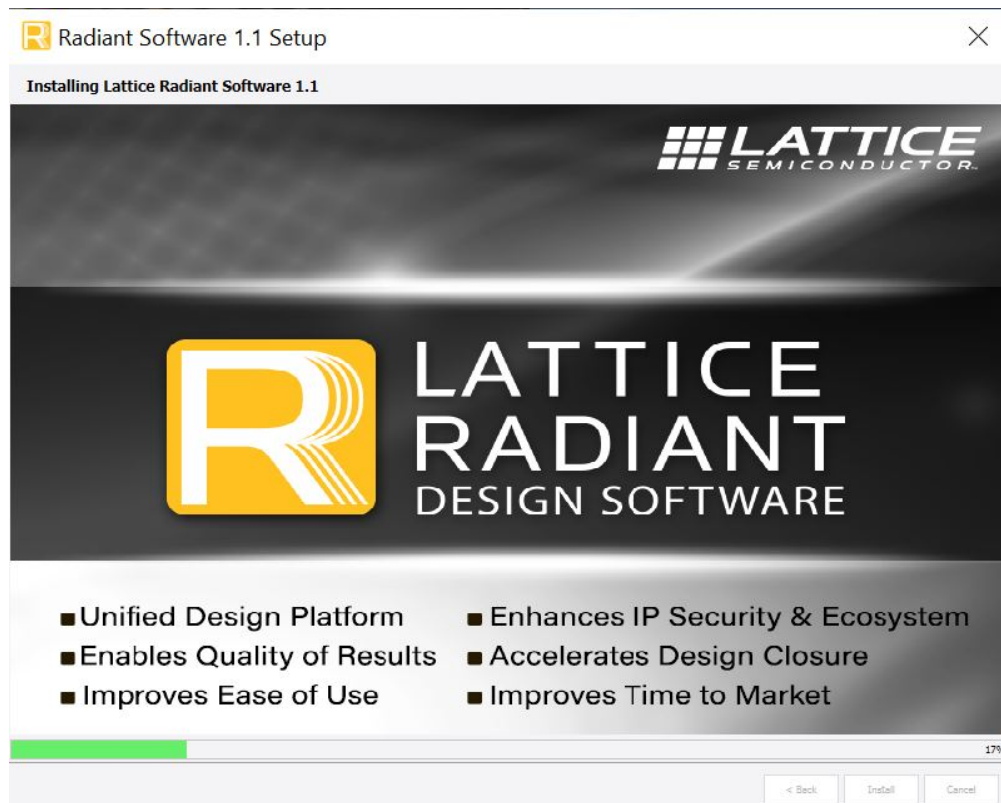 Radiant Software 1.1 Setup
Installing Lattice Radiant Software 1.1
LATTICE
SEMICONDUCTOR™
LATTICE
RADIANT
DESIGN SOFTWARE
Unified Design Platform
Enables Quality of Results
Improves Ease of Use
Enhances IP Security & Ecosystem
Accelerates Design Closure
Improves Time to Market
17%
< Back Install Cancel